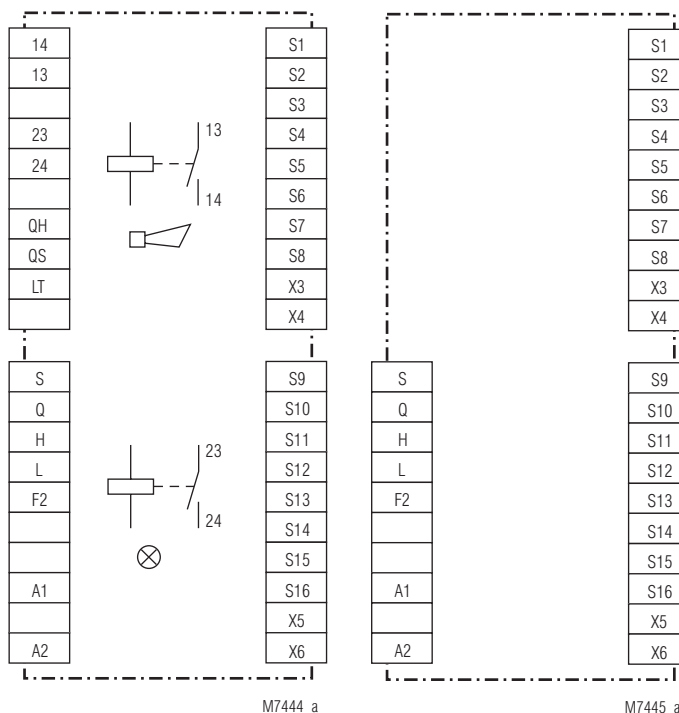 14
13
23
24
QH
QS
LT
S
Q
H
L
F2
A1
A2
13
14
23
24
S1
S2
S3
S4
S5
S6
S7
S8
X3
X4
S9
S10
S11
S12
S13
S14
S15
S16
X5
X6
M7444_a
S
Q
H
L
F2
A1
A2
S1
S2
S3
S4
S5
S6
S7
S8
X3
X4
S9
S10
S11
S12
S13
S14
S15
S16
X5
X6
M7445_a